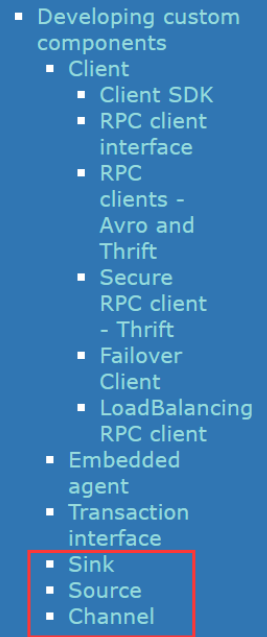 Developing custom
components
Client
Client SDK
RPC client
interface
RPC
clients -
Avro and
Thrift
Secure
RPC client
- Thrift
Failover
Client
LoadBalancing
RPC client
Embedded
agent
Transaction
interface
Sink
Source
Channel